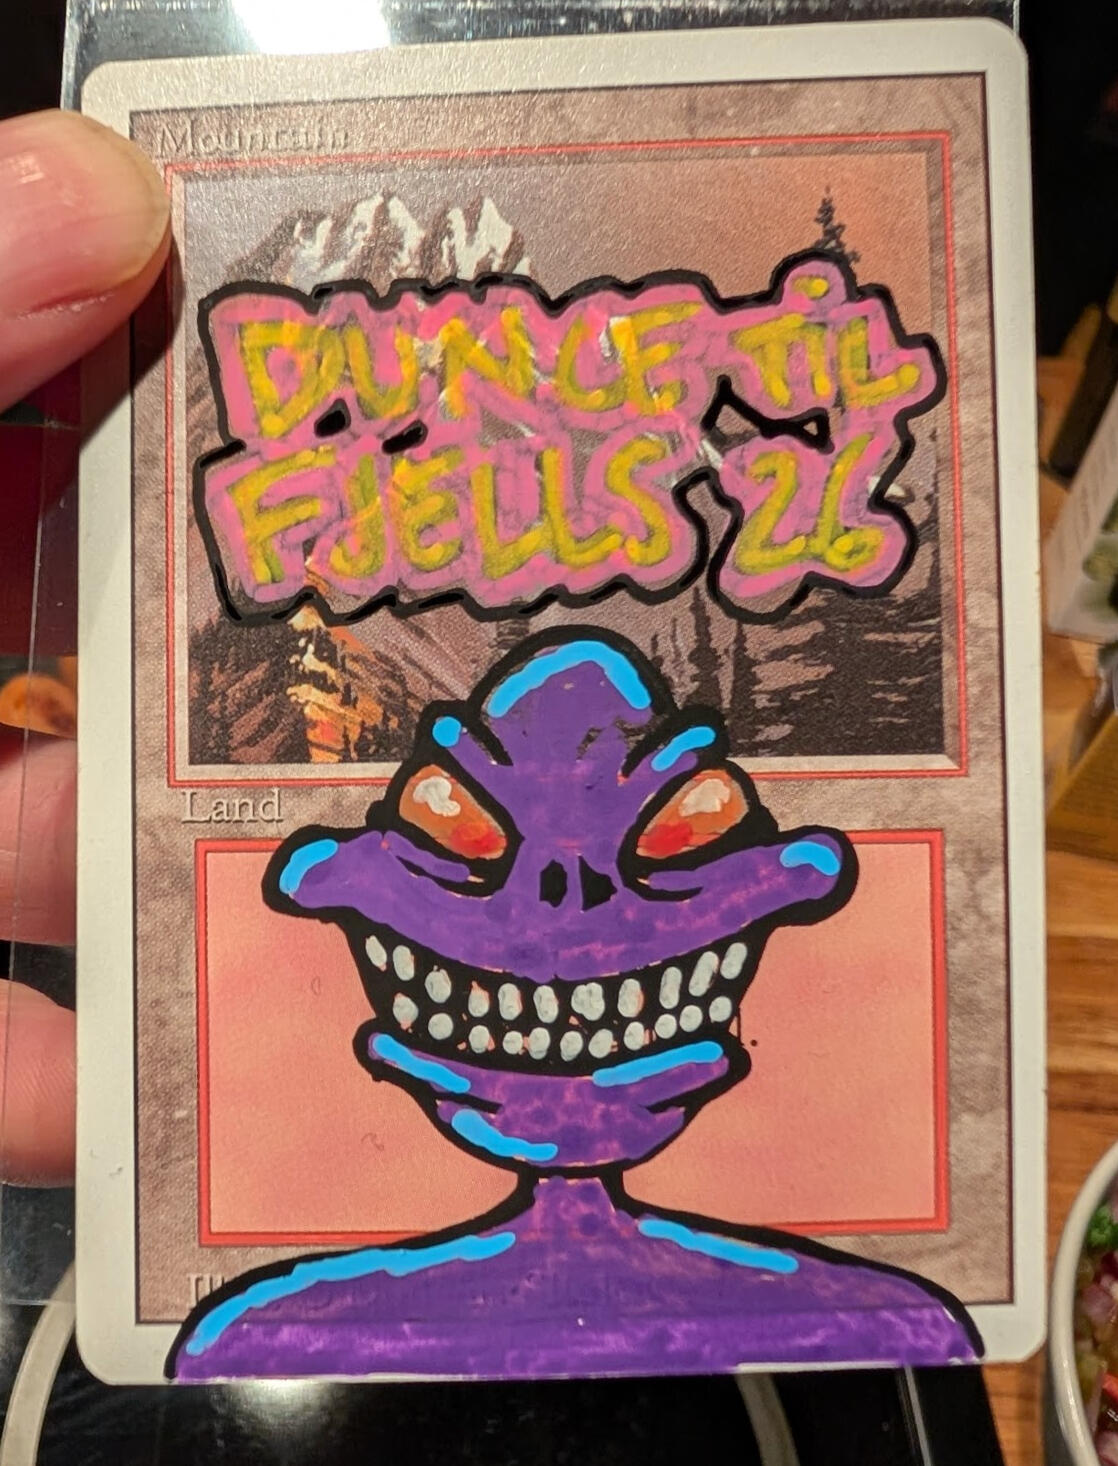 Mountain
DUNCE TIL
FJELLS 26
Land